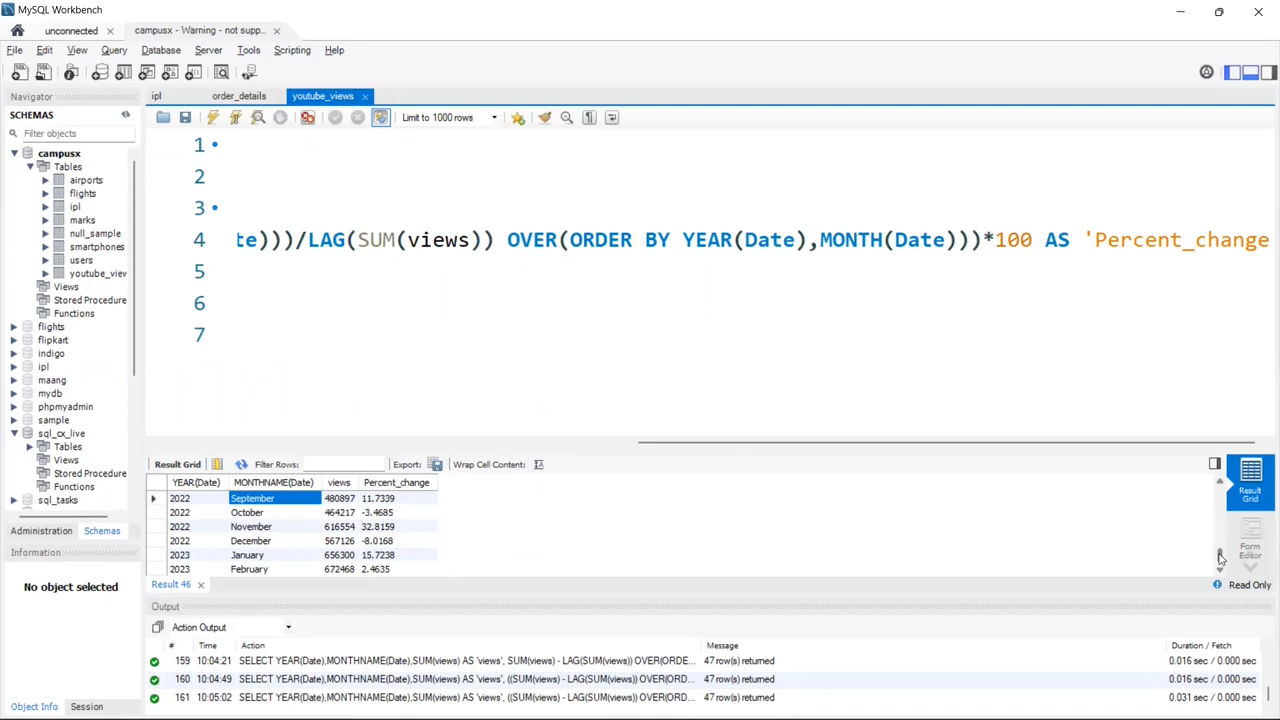 MySQL Workbench
unconnected
campusx - Warning - not supp..
File Edit View Query Database Server Tools Scripting Help
Navigator
SCHEMAS
Filter objects
campusx
Tables
airports
flights
ipl
marks
null_sample
smartphones
users
youtube_view
Views
Stored Procedure
Functions
flights
flipkart
indigo
ipl
maang
mydb
phpmyadmin
sample
sql_cx_live
Tables
Views
Stored Procedure
Functions
sql_tasks
Administration Schemas
Information
No object selected
Object Info Session
ipl order_details youtube_views
Limit to 1000 rows
1
2
3
4 te)))/LAG(SUM(views)) OVER(ORDER BY YEAR(Date),MONTH(Date)))*100 AS 'Percent_change
5
6
7
Result Grid Filter Rows: Export: Wrap Cell Content:
YEAR(Date) MONTHNAME(Date) views Percent_change
2022 September 480897 11.7339
2022 October 464217 -3.4685
2022 November 616554 32.8159
2022 December 567126 -8.0168
2023 January 656300 15.7238
2023 February 672468 2.4635
Result Grid
Form Editor
Result 46
Read Only
Output
Action Output
# Time Action Message Duration / Fetch
159 10:04:21 SELECT YEAR(Date),MONTHNAME(Date),SUM(views) AS 'views', SUM(views) - LAG(SUM(views)) OVER(ORDE... 47 row(s) returned 0.016 sec / 0.000 sec
160 10:04:49 SELECT YEAR(Date),MONTHNAME(Date),SUM(views) AS 'views', ((SUM(views) - LAG(SUM(views)) OVER(ORD... 47 row(s) returned 0.016 sec / 0.000 sec
161 10:05:02 SELECT YEAR(Date),MONTHNAME(Date),SUM(views) AS 'views', ((SUM(views) - LAG(SUM(views)) OVER(ORD... 47 row(s) returned 0.031 sec / 0.000 sec